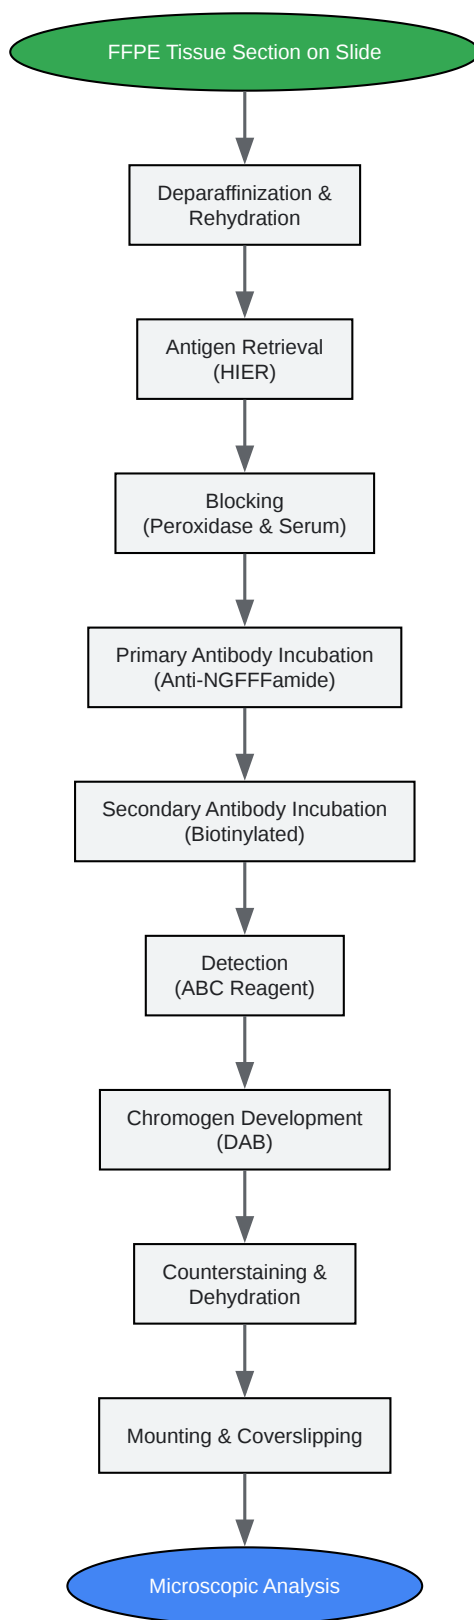 FFPE Tissue Section on Slide
Deparaffinization &
Rehydration
Antigen Retrieval
(HIER)
Blocking
(Peroxidase & Serum)
Primary Antibody Incubation
(Anti-NGFFFamide)
Secondary Antibody Incubation
(Biotinylated)
Detection
(ABC Reagent)
Chromogen Development
(DAB)
Counterstaining &
Dehydration
Mounting & Coverslipping
Microscopic Analysis